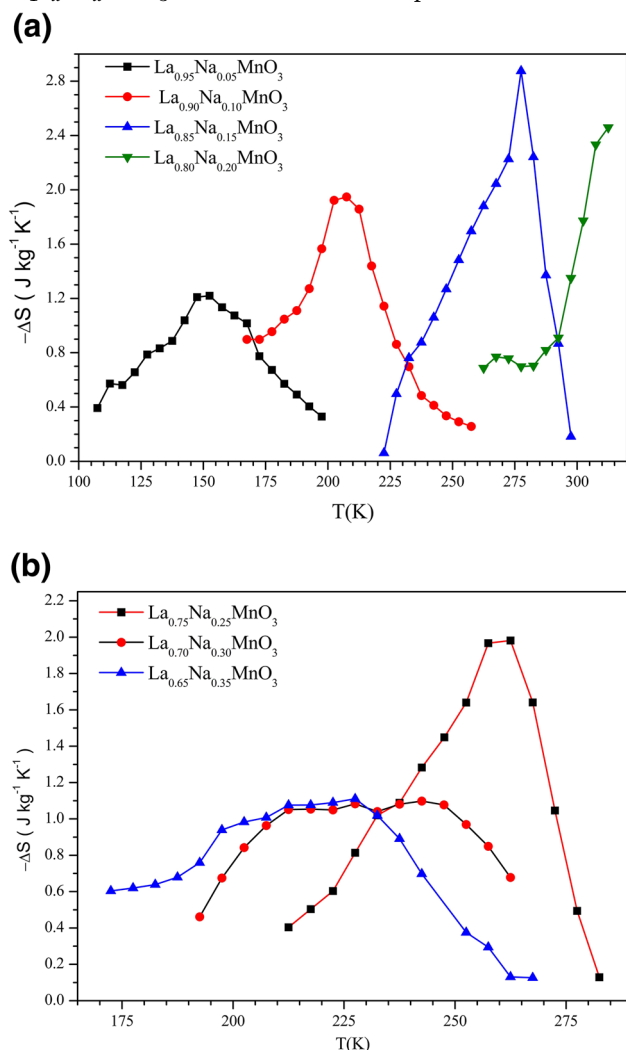 (a)
La0.95Na0.05MnO3
La0.90Na0.10MnO3
La0.85Na0.15MnO3
La0.80Na0.20MnO3
2.8
2.4
2.0
1.6
1.2
0.8
0.4
0.0
−ΔS ( J kg-1 K-1)
100 125 150 175 200 225 250 275 300
T(K)
(b)
La0.75Na0.25MnO3
La0.70Na0.30MnO3
La0.65Na0.35MnO3
2.2
2.0
1.8
1.6
1.4
1.2
1.0
0.8
0.6
0.4
0.2
0.0
−ΔS ( J kg-1 K-1)
175 200 225 250 275
T(K)